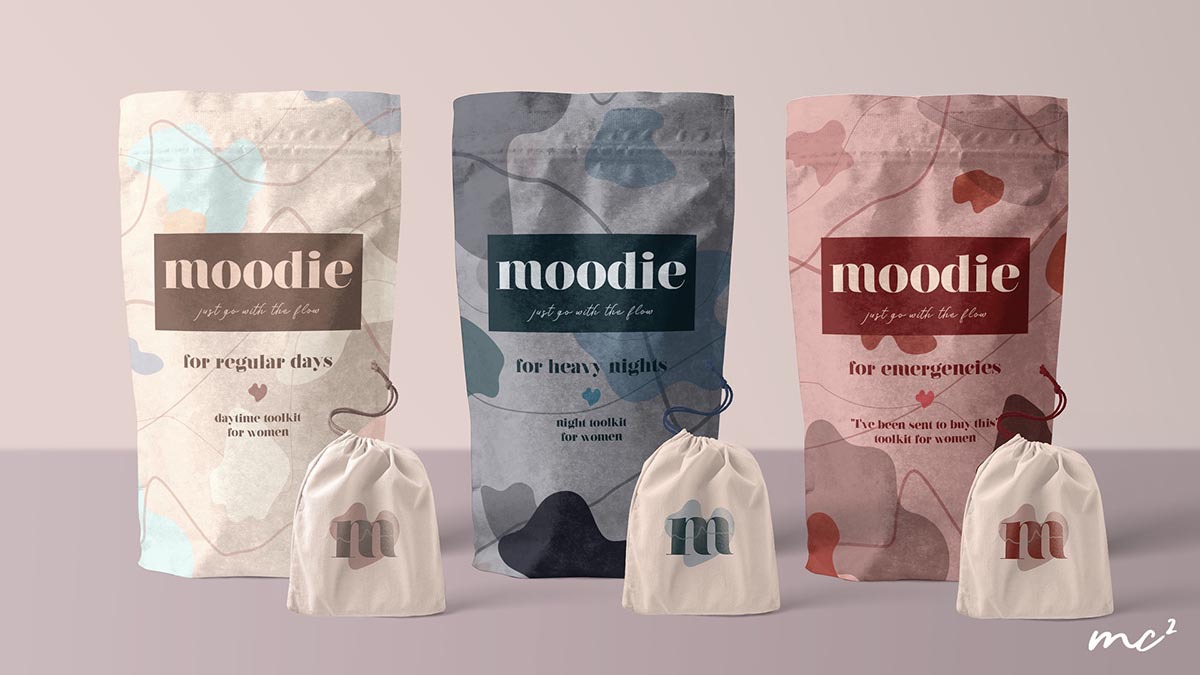 moodie
just go with the flow
for regular days
daytime toolkit
for women
m
moodie
just go with the flow
for heavy nights
night toolkit
for women
m
moodie
just go with the flow
for emergencies
"I've been sent to buy this"
toolkit for women
m
mc²